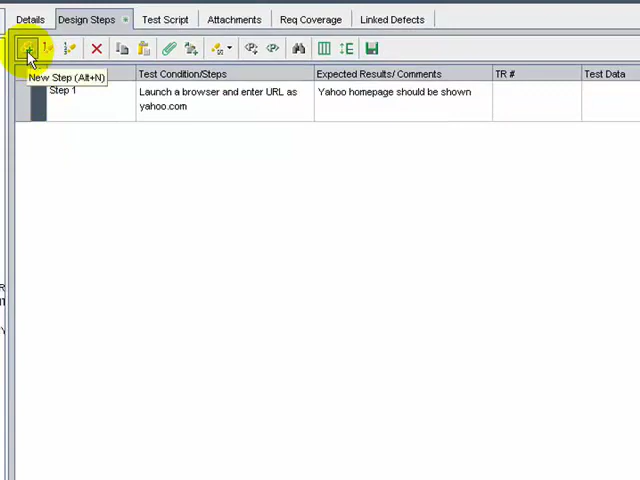 Details Design Steps Test Script Attachments Req Coverage Linked Defects
New Step (Alt+N)
Test Condition/Steps Expected Results/ Comments TR # Test Data
Step 1 Launch a browser and enter URL as Yahoo homepage should be shown
yahoo.com